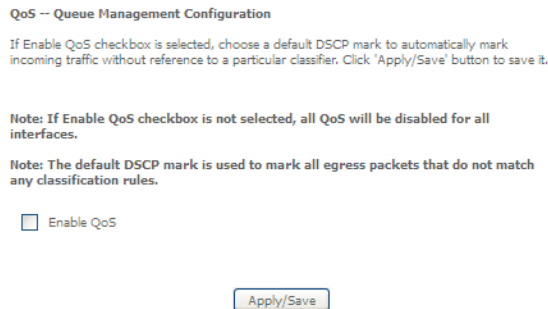 QoS -- Queue Management Configuration
If Enable QoS checkbox is selected, choose a default DSCP mark to automatically mark
incoming traffic without reference to a particular classifier. Click 'Apply/Save' button to save it.
Note: If Enable QoS checkbox is not selected, all QoS will be disabled for all
interfaces.
Note: The default DSCP mark is used to mark all egress packets that do not match
any classification rules.
Enable QoS
Apply/Save